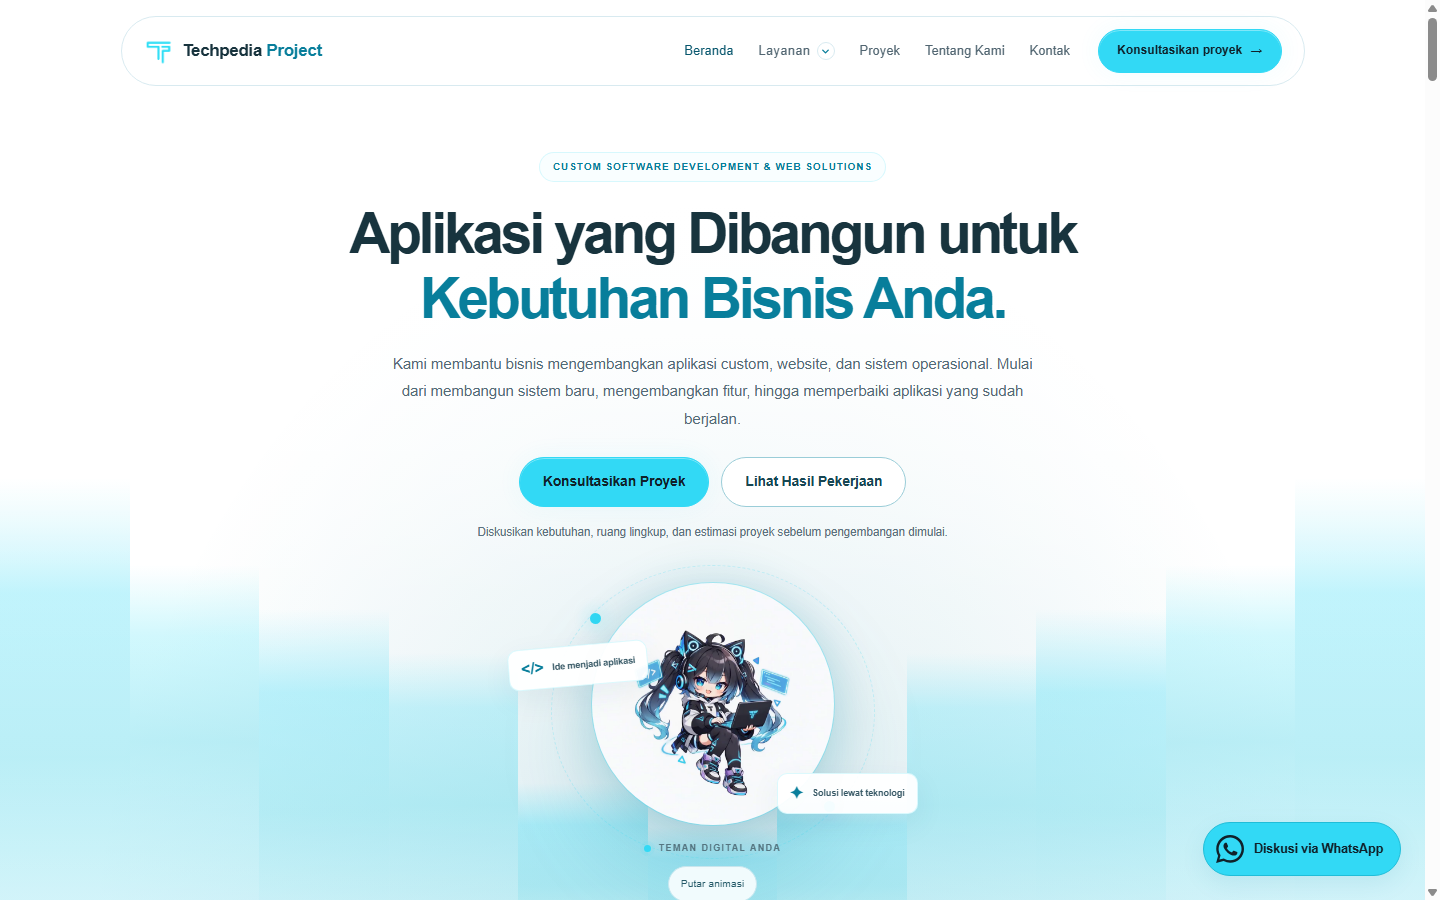 Techpedia Project
Beranda
Layanan
Proyek
Tentang Kami
Kontak
Konsultasikan proyek →
CUSTOM SOFTWARE DEVELOPMENT & WEB SOLUTIONS
Aplikasi yang Dibangun untuk
Kebutuhan Bisnis Anda.
Kami membantu bisnis mengembangkan aplikasi custom, website, dan sistem operasional. Mulai
dari membangun sistem baru, mengembangkan fitur, hingga memperbaiki aplikasi yang sudah
berjalan.
Konsultasikan Proyek
Lihat Hasil Pekerjaan
Diskusikan kebutuhan, ruang lingkup, dan estimasi proyek sebelum pengembangan dimulai.
</> Ide menjadi aplikasi
Solusi lewat teknologi
TEMAN DIGITAL ANDA
Putar animasi
Diskusi via WhatsApp